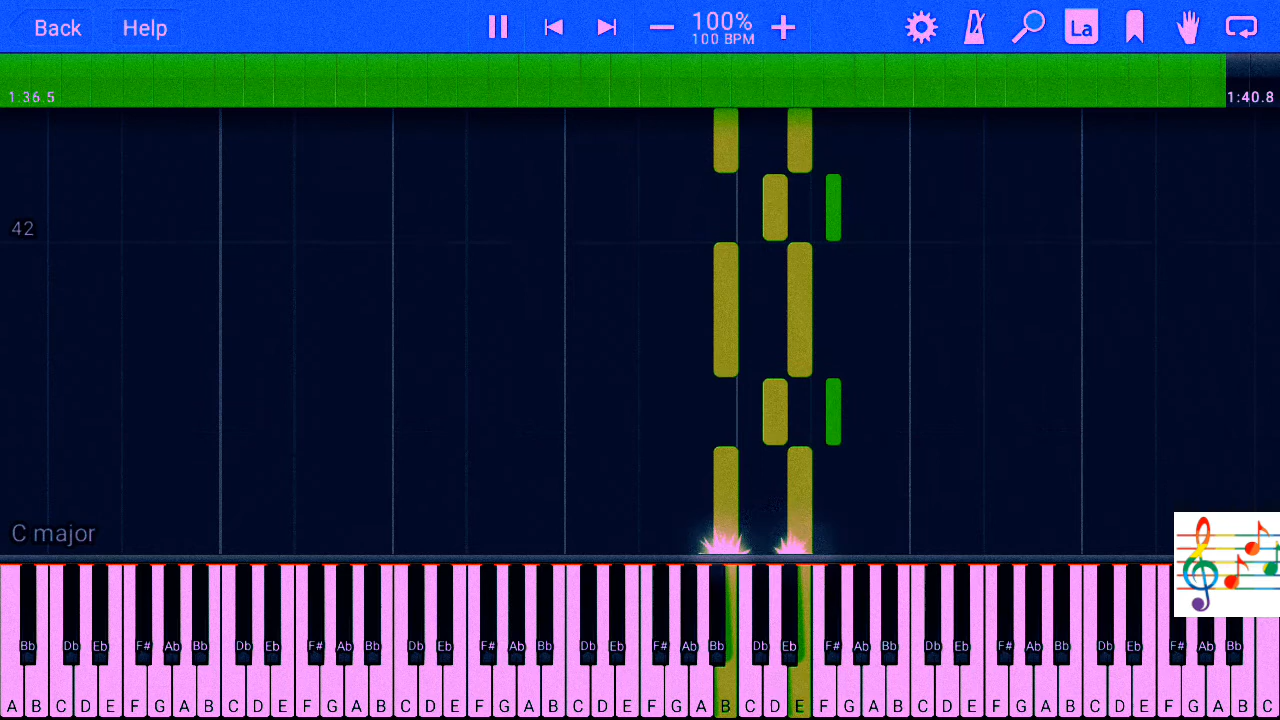 Back Help 100% La
100 BPM
1:36.5 1:40.8
42
C major
Bb Db Eb F# Ab Bb Db Eb F# Ab Bb Db Eb F# Ab Bb Db Eb F# Ab Bb Db Eb F# Ab Bb Db Eb F# Ab Bb Db Eb F# Ab Bb
A B C D E F G A B C D E F G A B C D E F G A B C D E F G A B C D E F G A B C D E F G A B C D E F G A B C